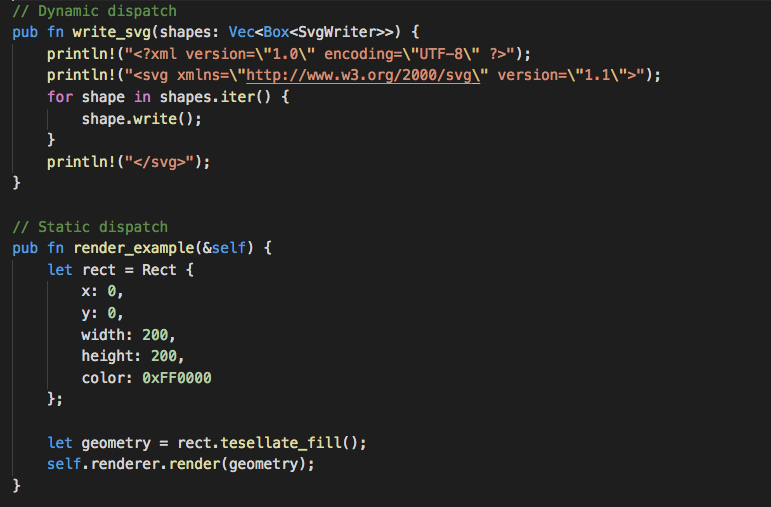 // Dynamic dispatch
pub fn write_svg(shapes: Vec<Box<SvgWriter>>) {
    println!("<?xml version=\"1.0\" encoding=\"UTF-8\" ?>");
    println!("<svg xmlns=\"http://www.w3.org/2000/svg\" version=\"1.1\">");
    for shape in shapes.iter() {
        shape.write();
    }
    println!("</svg>");
}

// Static dispatch
pub fn render_example(&self) {
    let rect = Rect {
        x: 0,
        y: 0,
        width: 200,
        height: 200,
        color: 0xFF0000
    };

    let geometry = rect.tesellate_fill();
    self.renderer.render(geometry);
}